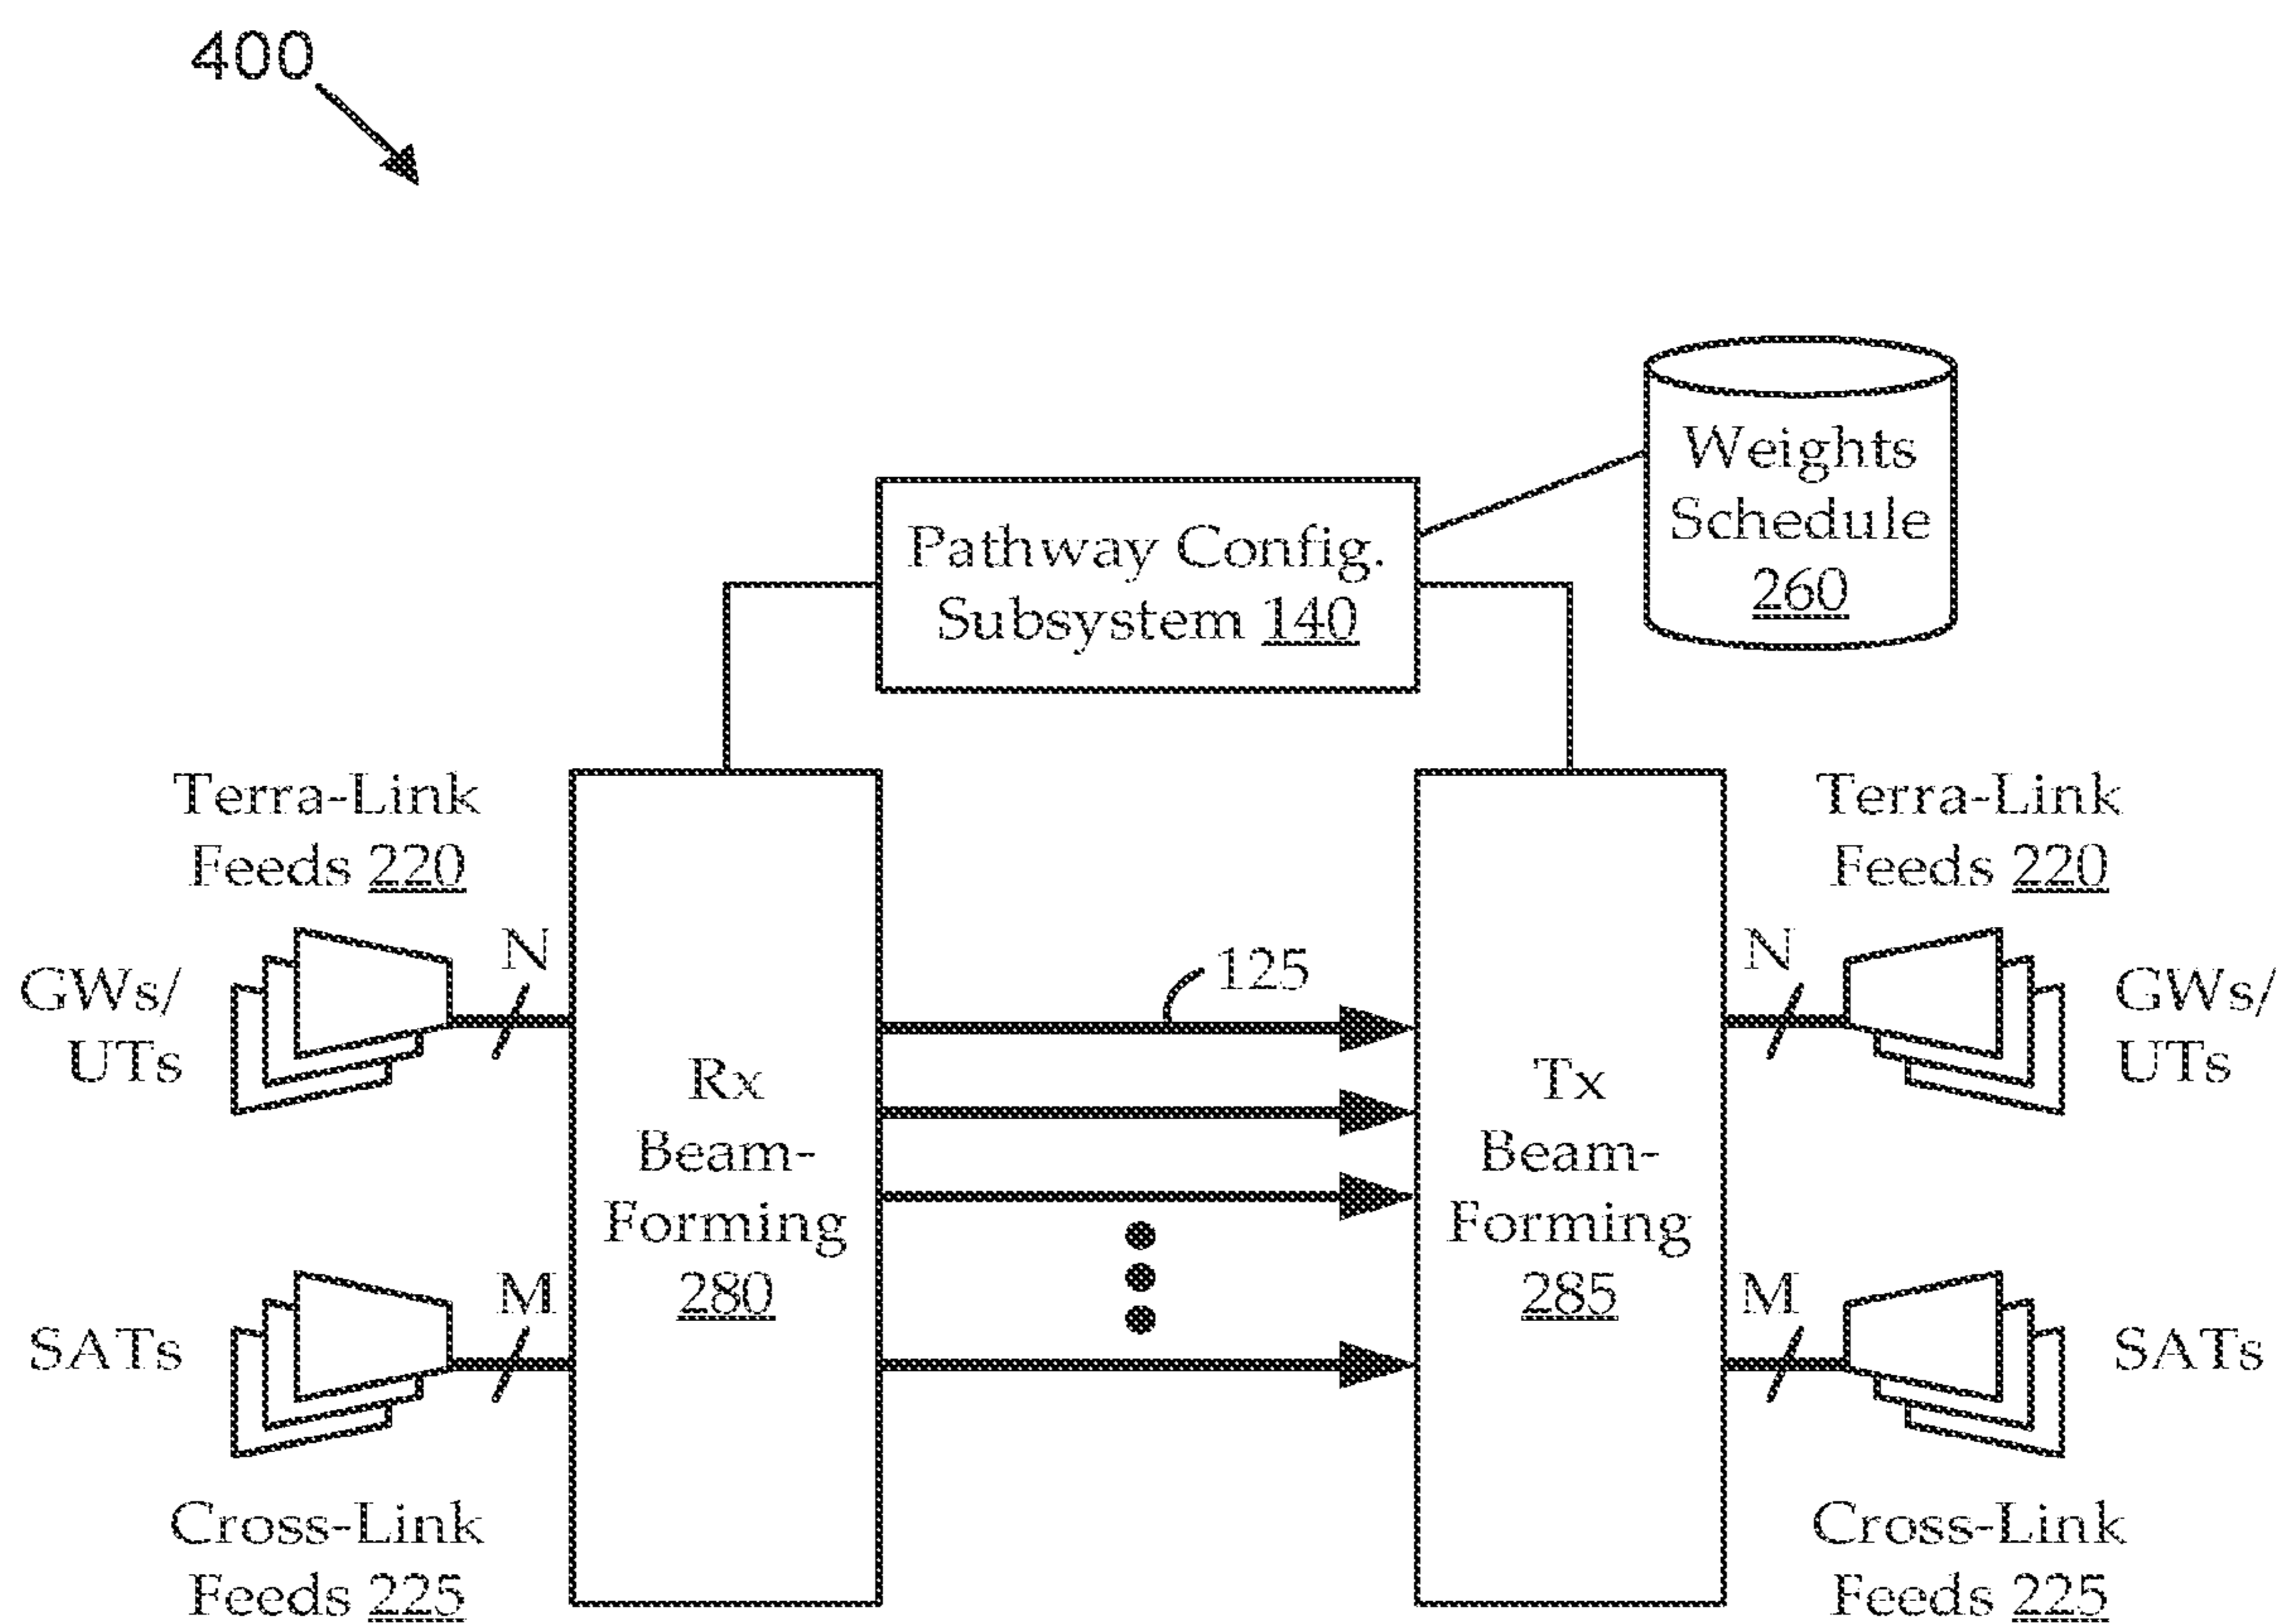 400
Weights
Schedule
260
Pathway Config.
Subsystem 140
Terra-Link
Feeds 220
Terra-Link
Feeds 220
N
N
125
GWs/
UTs
GWs/
UTs
Rx
Beam-
Forming
280
Tx
Beam-
Forming
285
M
M
SATs
SATs
Cross-Link
Feeds 225
Cross-Link
Feeds 225